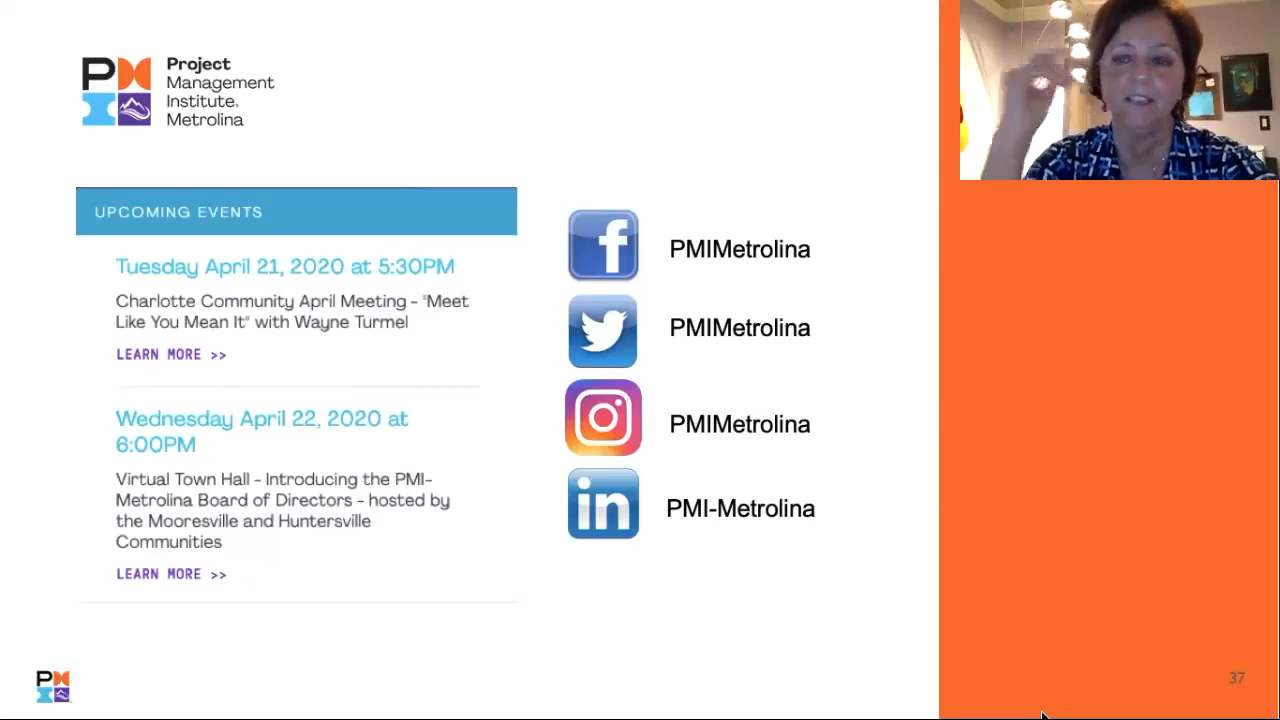 Project
Management
Institute.
Metrolina
UPCOMING EVENTS
Tuesday April 21, 2020 at 5:30PM
Charlotte Community April Meeting - "Meet
Like You Mean It" with Wayne Turmel
LEARN MORE >>
Wednesday April 22, 2020 at
6:00PM
Virtual Town Hall - Introducing the PMI-
Metrolina Board of Directors - hosted by
the Mooresville and Huntersville
Communities
LEARN MORE >>
PMIMetrolina
PMIMetrolina
PMIMetrolina
in
PMI-Metrolina
37